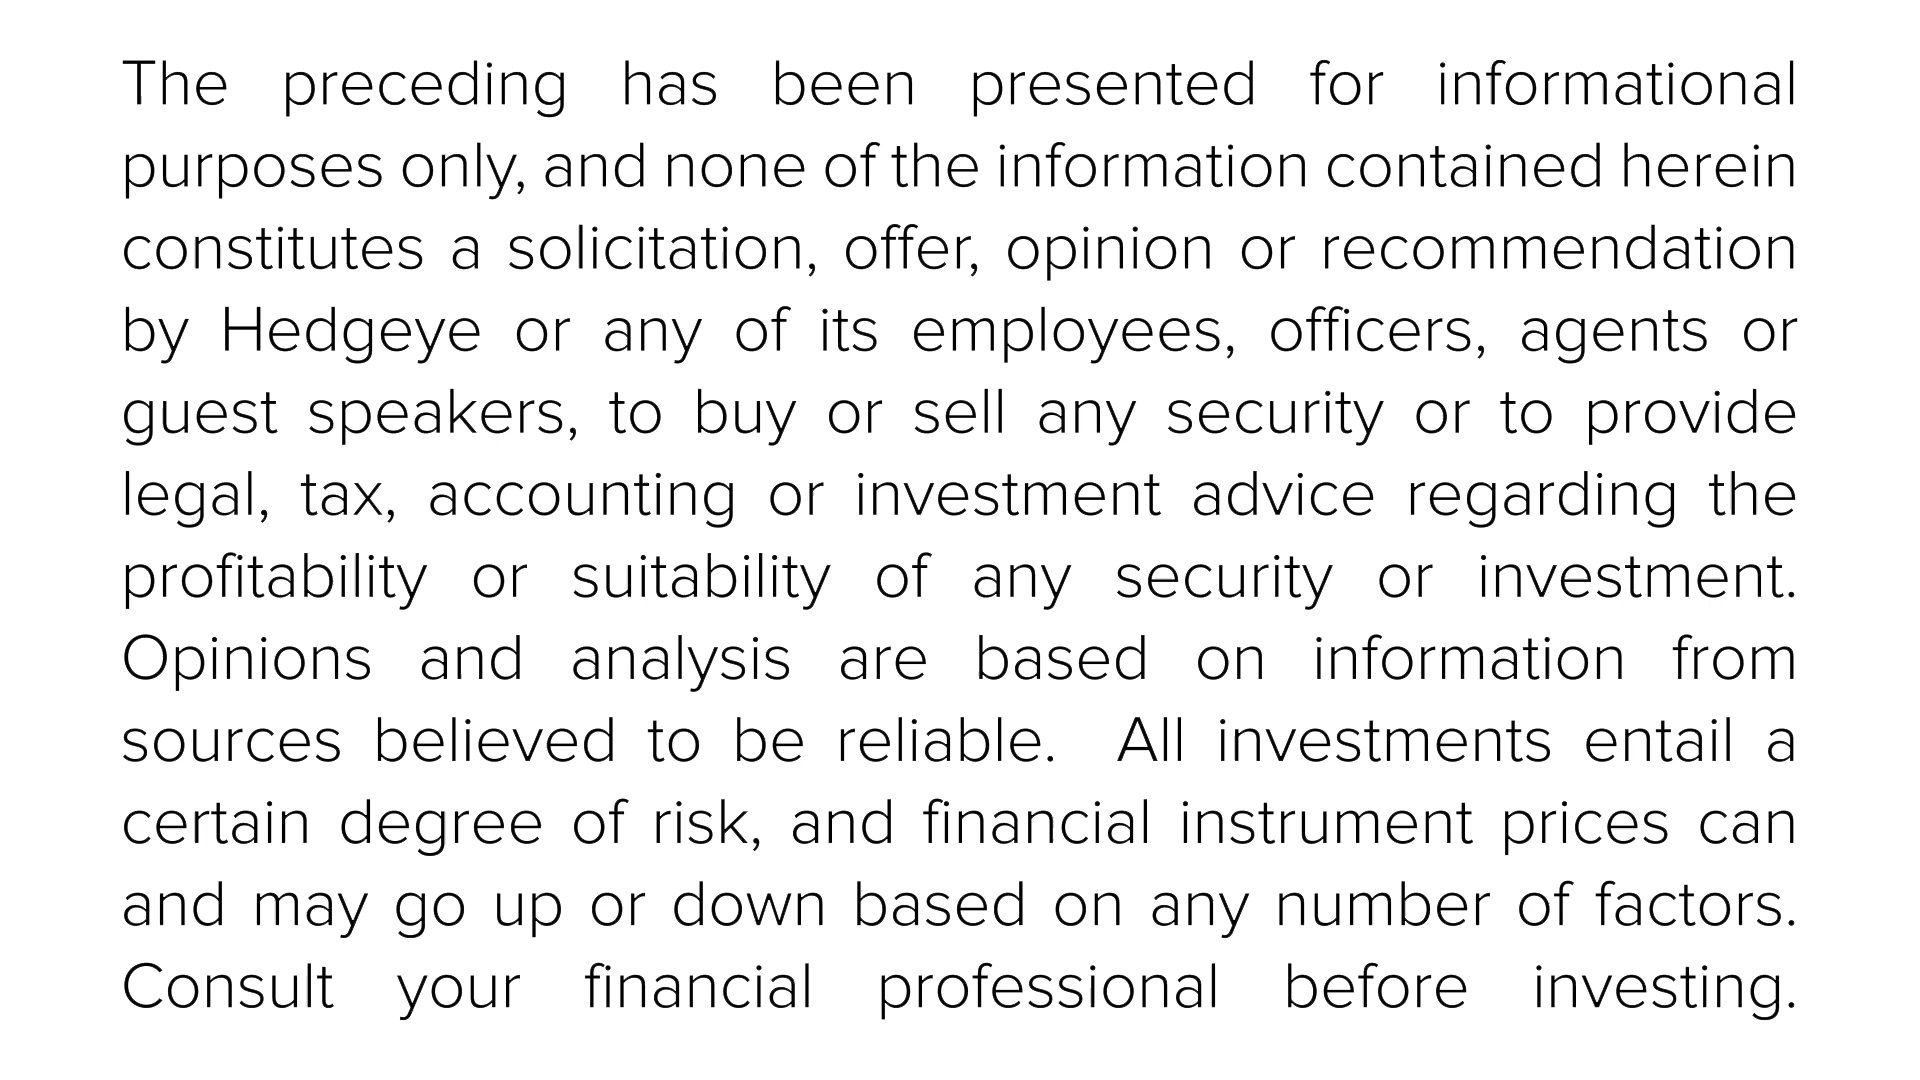 The preceding has been presented for informational
purposes only, and none of the information contained herein
constitutes a solicitation, offer, opinion or recommendation
by Hedgeye or any of its employees, officers, agents or
guest speakers, to buy or sell any security or to provide
legal, tax, accounting or investment advice regarding the
profitability or suitability of any security or investment.
Opinions and analysis are based on information from
sources believed to be reliable.  All investments entail a
certain degree of risk, and financial instrument prices can
and may go up or down based on any number of factors.
Consult your financial professional before investing.